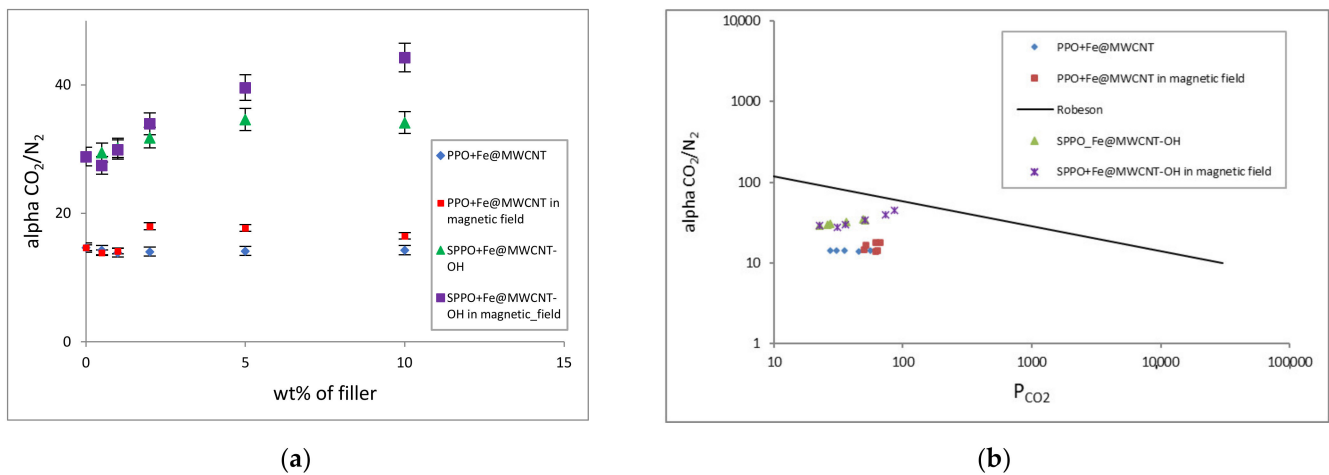 alpha CO2/N2
40
20
0
0
5
10
15
wt% of filler
PPO+Fe@MWCNT
PPO+Fe@MWCNT in
magnetic field
SPPO+Fe@MWCNT-
OH
SPPO+Fe@MWCNT-
OH in magnetic_field
(a)
alpha CO2/N2
10,000
1000
100
10
1
10
100
1000
10,000
100,000
PCO2
PPO+Fe@MWCNT
PPO+Fe@MWCNT in magnetic field
Robeson
SPPO_Fe@MWCNT-OH
SPPO+Fe@MWCNT-OH in magnetic field
(b)